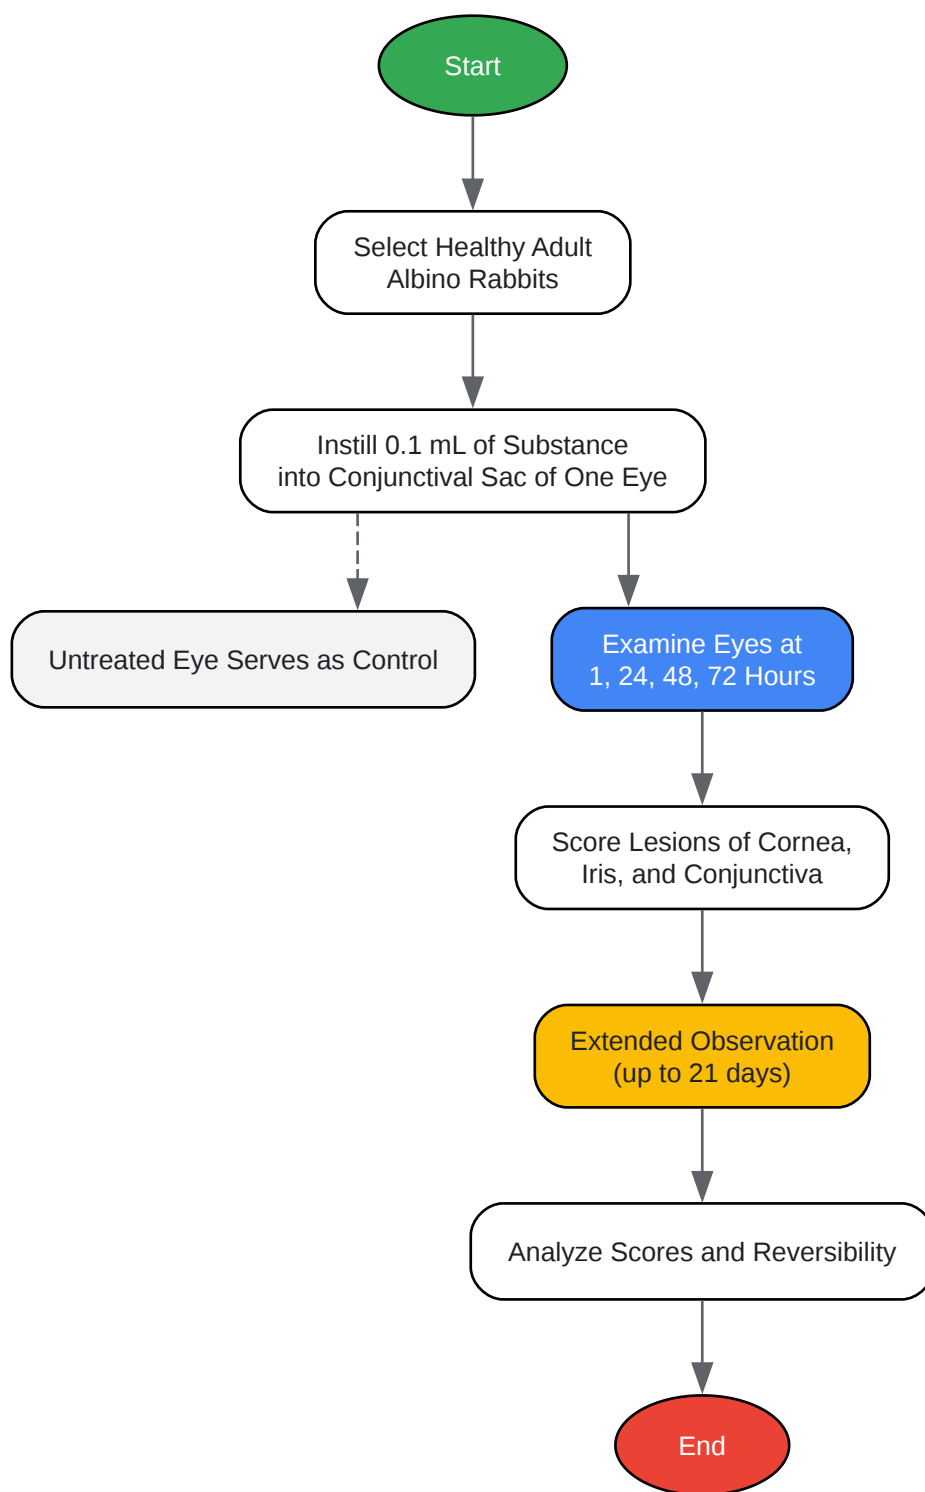 Start
Select Healthy Adult
Albino Rabbits
Instill 0.1 mL of Substance
into Conjunctival Sac of One Eye
Untreated Eye Serves as Control
Examine Eyes at
1, 24, 48, 72 Hours
Score Lesions of Cornea,
Iris, and Conjunctiva
Extended Observation
(up to 21 days)
Analyze Scores and Reversibility
End